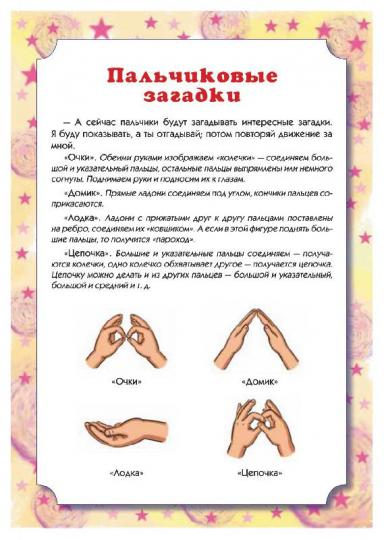 Пальчиковые
загадки
— А сейчас пальчики будут загадывать интересные загадки.
Я буду показывать, а ты отгадывай; потом повторяй движение за
мной.
«Очки». Обеими руками изображаем «колечки» — соединяем боль-
шой и указательный пальцы, остальные пальцы выпрямлены или немного
согнуты. Поднимаем руки и подносим их к глазам.
«Домик». Прямые ладони соединяем под углом, кончики пальцев со-
прикасаются.
«Лодка». Ладони с прижатыми друг к другу пальцами поставлены
на ребро, соединяем их «ковшиком». А если в этой фигуре поднять боль-
шие пальцы, то получится «пароход».
«Цепочка». Большие и указательные пальцы соединяем — получа-
ются колечки, одно колечко обхватывает другое — получается цепочка.
Цепочку можно делать и из других пальцев — большой и указательный,
большой и средний и т. д.
«Очки»
«Домик»
«Лодка»
«Цепочка»